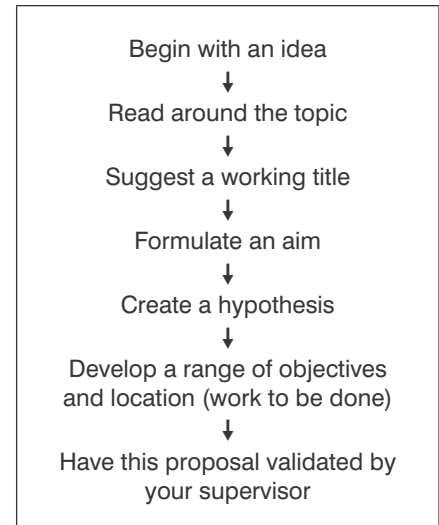 Begin with an idea
Read around the topic
Suggest a working title
Formulate an aim
Create a hypothesis
Develop a range of objectives
and location (work to be done)
Have this proposal validated by
your supervisor